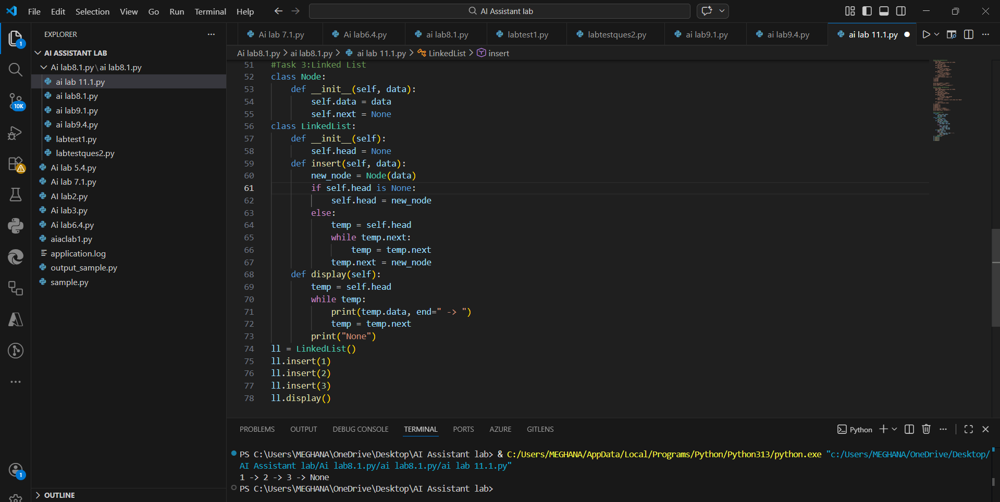 File Edit Selection View Go Run Terminal Help
AI Assistant lab
EXPLORER
AI ASSISTANT LAB
Ai lab8.1.py\ai lab8.1.py
ai lab 11.1.py
ai lab8.1.py
ai lab9.1.py
ai lab9.4.py
labtest1.py
labtestques2.py
Ai lab 5.4.py
Ai lab 7.1.py
AI lab2.py
Ai lab3.py
Ai lab6.4.py
aiaclab1.py
application.log
output_sample.py
sample.py
OUTLINE
1
10K
1
Ai lab 7.1.py
Ai lab6.4.py
ai lab8.1.py
labtest1.py
labtestques2.py
ai lab9.1.py
ai lab9.4.py
ai lab 11.1.py
Ai lab8.1.py > ai lab8.1.py > ai lab 11.1.py > LinkedList > insert
51 #Task 3:Linked List
52 class Node:
53     def __init__(self, data):
54         self.data = data
55         self.next = None
56 class LinkedList:
57     def __init__(self):
58         self.head = None
59     def insert(self, data):
60         new_node = Node(data)
61         if self.head is None:
62             self.head = new_node
63         else:
64             temp = self.head
65             while temp.next:
66                 temp = temp.next
67             temp.next = new_node
68     def display(self):
69         temp = self.head
70         while temp:
71             print(temp.data, end=" -> ")
72             temp = temp.next
73         print("None")
74 ll = LinkedList()
75 ll.insert(1)
76 ll.insert(2)
77 ll.insert(3)
78 ll.display()
PROBLEMS OUTPUT DEBUG CONSOLE TERMINAL PORTS AZURE GITLENS
Python
PS C:\Users\MEGHANA\OneDrive\Desktop\AI Assistant lab> & C:/Users/MEGHANA/AppData/Local/Programs/Python/Python313/python.exe "c:/Users/MEGHANA/OneDrive/Desktop/
AI Assistant lab/Ai lab8.1.py/ai lab8.1.py/ai lab 11.1.py"
1 -> 2 -> 3 -> None
PS C:\Users\MEGHANA\OneDrive\Desktop\AI Assistant lab>